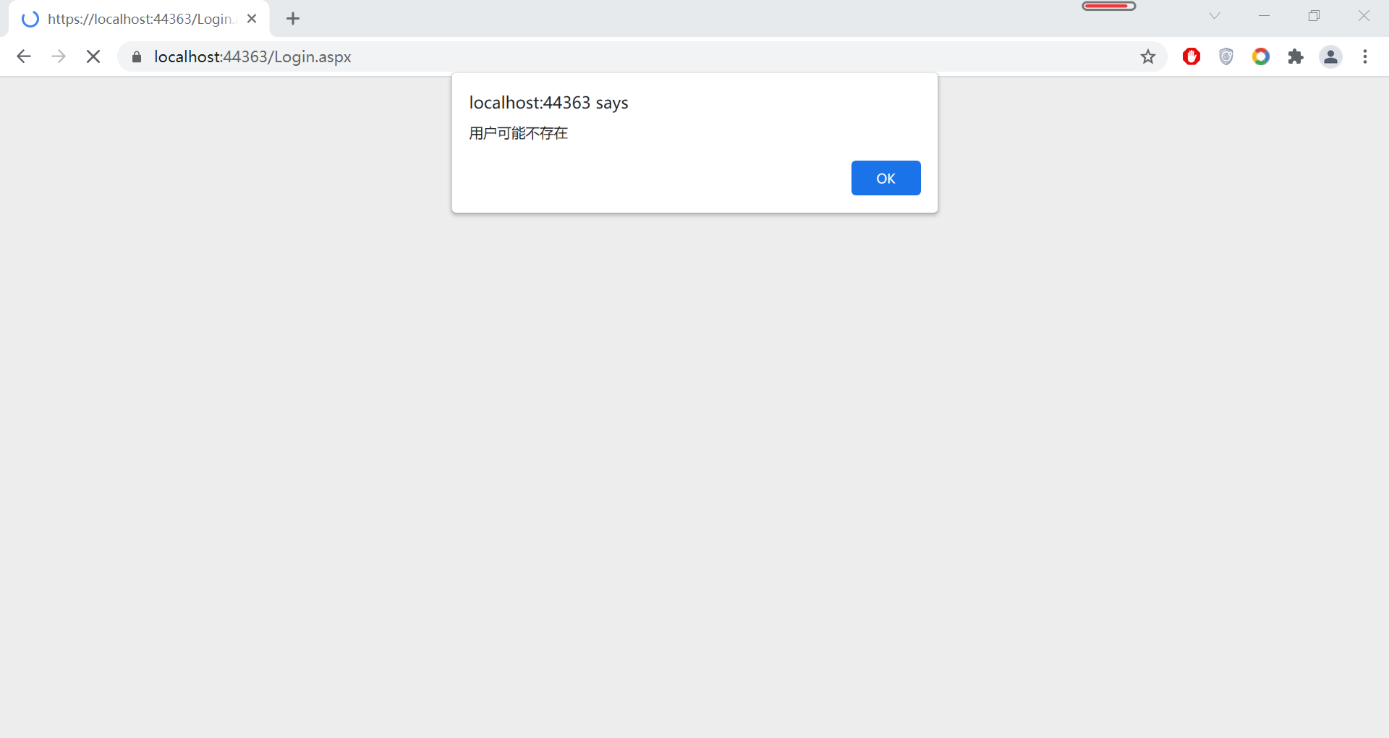 https://localhost:44363/Login.
localhost:44363/Login.aspx
localhost:44363 says
用户可能不存在
OK